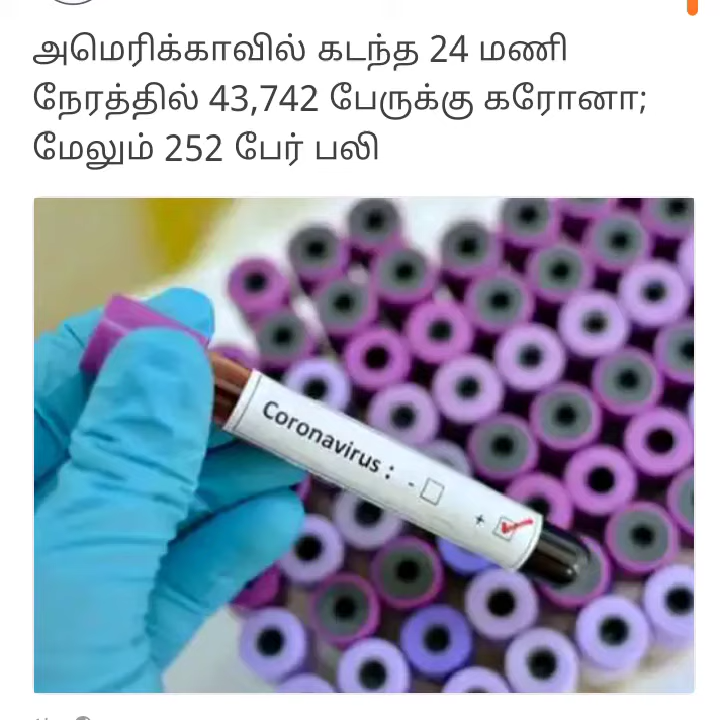 அமெரிக்காவில் கடந்த 24 மணி
நேரத்தில் 43,742 பேருக்கு கரோனா;
மேலும் 252 பேர் பலி
Coronavirus : - +